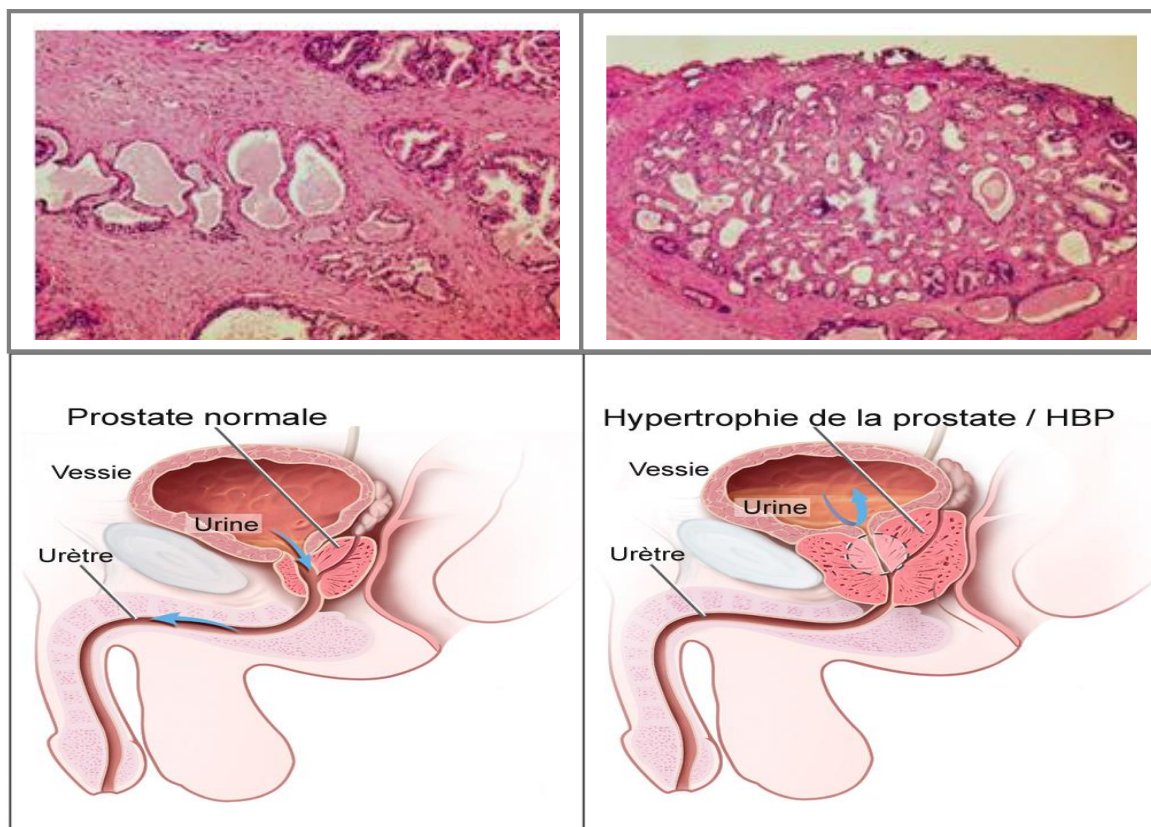 Prostate normale
Vessie
Urine
Urètre
Hypertrophie de la prostate / HBP
Vessie
Urine
Urètre